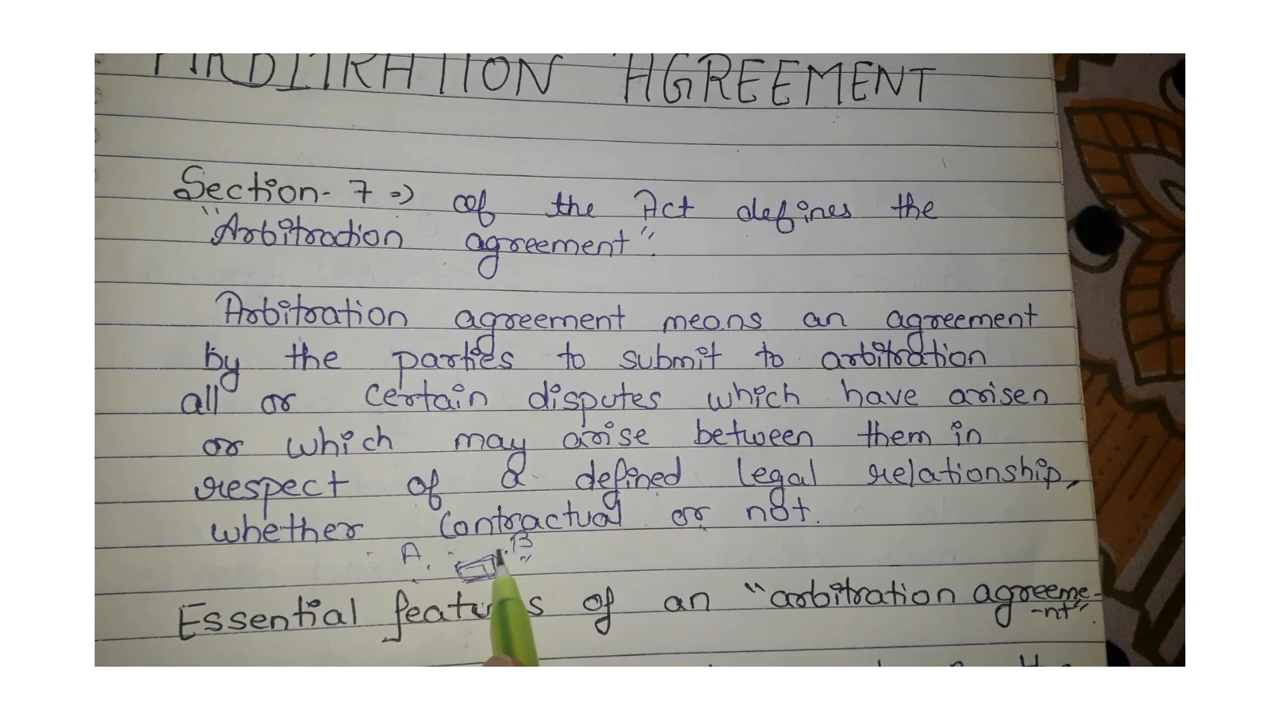 ARBITRATION AGREEMENT
Section-7 => of the Act defines the
"Arbitration agreement".
Arbitration agreement means an agreement
by the parties to submit to arbitration
all or certain disputes which have arisen
or which may arise between them in
respect of a defined legal relationship,
whether contractual or not.
A. B
Essential features of an "arbitration agreeme-
-nt".